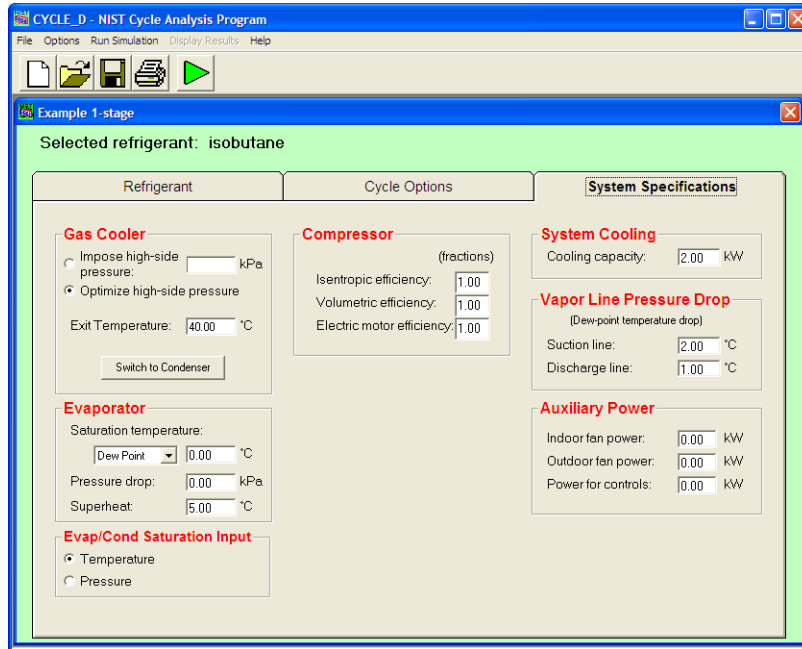 CYCLE_D - NIST Cycle Analysis Program
File Options Run Simulation Display Results Help
Example 1-stage
Selected refrigerant: isobutane
Refrigerant Cycle Options System Specifications
Gas Cooler
Impose high-side pressure: kPa
Optimize high-side pressure
Exit Temperature: 40.00 °C
Switch to Condenser
Evaporator
Saturation temperature:
Dew Point 0.00 °C
Pressure drop: 0.00 kPa
Superheat: 5.00 °C
Evap/Cond Saturation Input
Temperature
Pressure
Compressor
(fractions)
Isentropic efficiency: 1.00
Volumetric efficiency: 1.00
Electric motor efficiency: 1.00
System Cooling
Cooling capacity: 2.00 kW
Vapor Line Pressure Drop
(Dew-point temperature drop)
Suction line: 2.00 °C
Discharge line: 1.00 °C
Auxiliary Power
Indoor fan power: 0.00 kW
Outdoor fan power: 0.00 kW
Power for controls: 0.00 kW